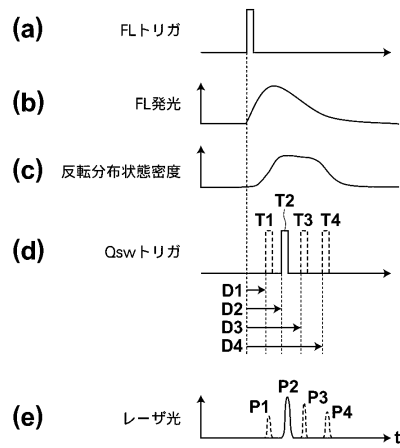 (a) FLトリガ
(b) FL発光
(c) 反転分布状態密度
T2
T1 T3 T4
(d) Qswトリガ
D1
D2
D3
D4
P2
P1 P3 P4
(e) レーザ光
t